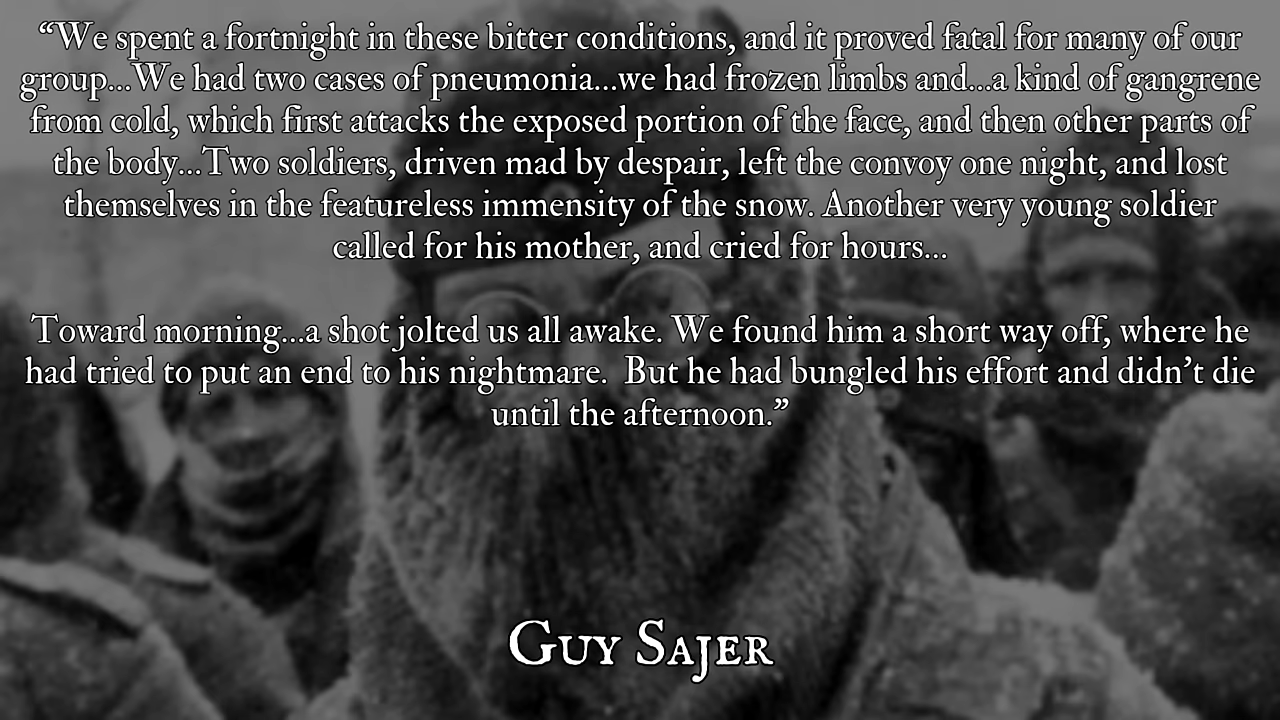 “We spent a fortnight in these bitter conditions, and it proved fatal for many of our
group...We had two cases of pneumonia...we had frozen limbs and...a kind of gangrene
from cold, which first attacks the exposed portion of the face, and then other parts of
the body...Two soldiers, driven mad by despair, left the convoy one night, and lost
themselves in the featureless immensity of the snow. Another very young soldier
called for his mother, and cried for hours...
Toward morning...a shot jolted us all awake. We found him a short way off, where he
had tried to put an end to his nightmare.  But he had bungled his effort and didn’t die
until the afternoon.”
Guy Sajer